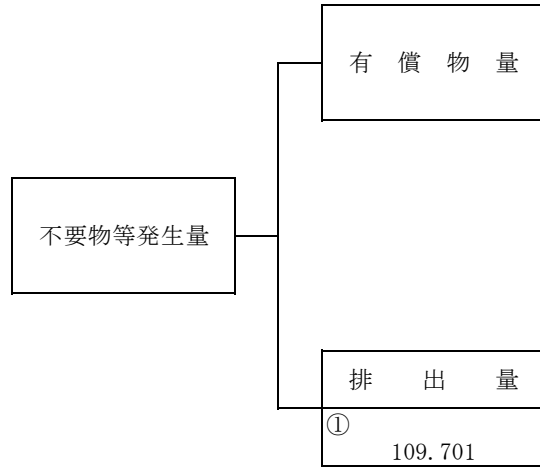 有償物量
不要物等発生量
排出量
①
109.701